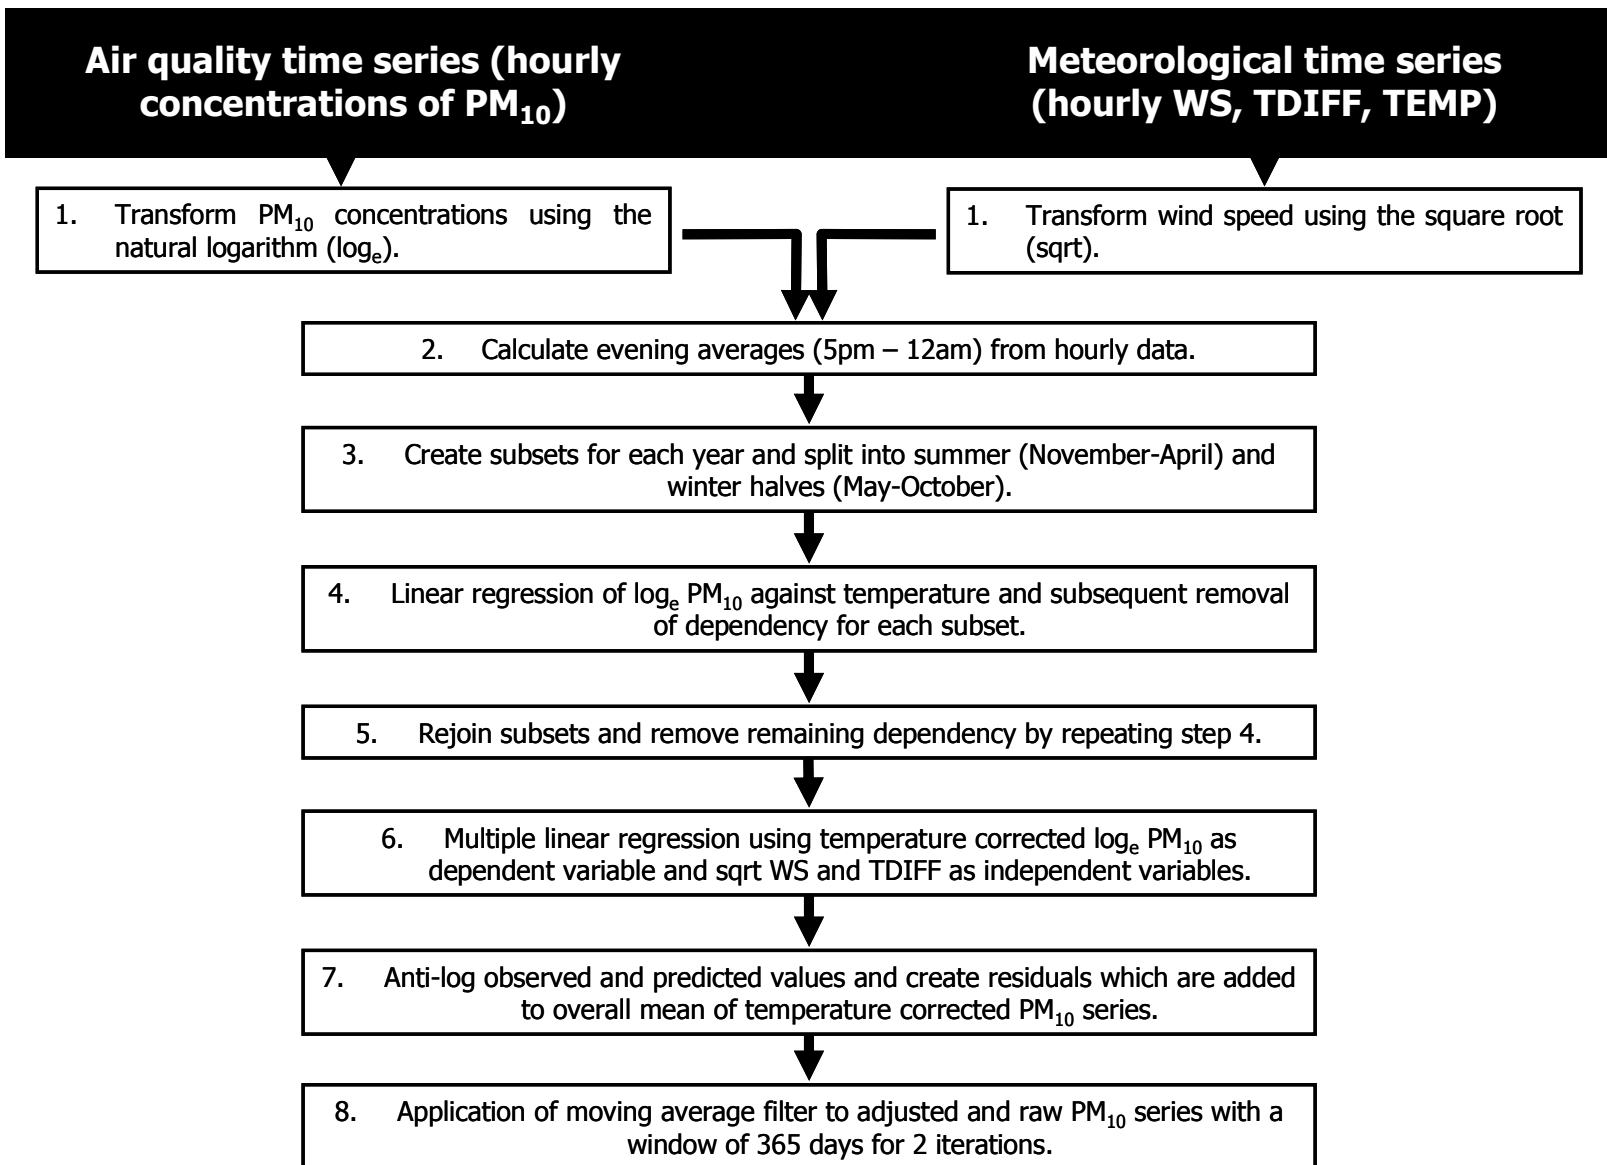 Air quality time series (hourly
concentrations of PM₁₀)
Meteorological time series
(hourly WS, TDIFF, TEMP)
1. Transform PM₁₀ concentrations using the
natural logarithm (logₑ).
1. Transform wind speed using the square root
(sqrt).
2. Calculate evening averages (5pm – 12am) from hourly data.
3. Create subsets for each year and split into summer (November-April) and
winter halves (May-October).
4. Linear regression of logₑ PM₁₀ against temperature and subsequent removal
of dependency for each subset.
5. Rejoin subsets and remove remaining dependency by repeating step 4.
6. Multiple linear regression using temperature corrected logₑ PM₁₀ as
dependent variable and sqrt WS and TDIFF as independent variables.
7. Anti-log observed and predicted values and create residuals which are added
to overall mean of temperature corrected PM₁₀ series.
8. Application of moving average filter to adjusted and raw PM₁₀ series with a
window of 365 days for 2 iterations.